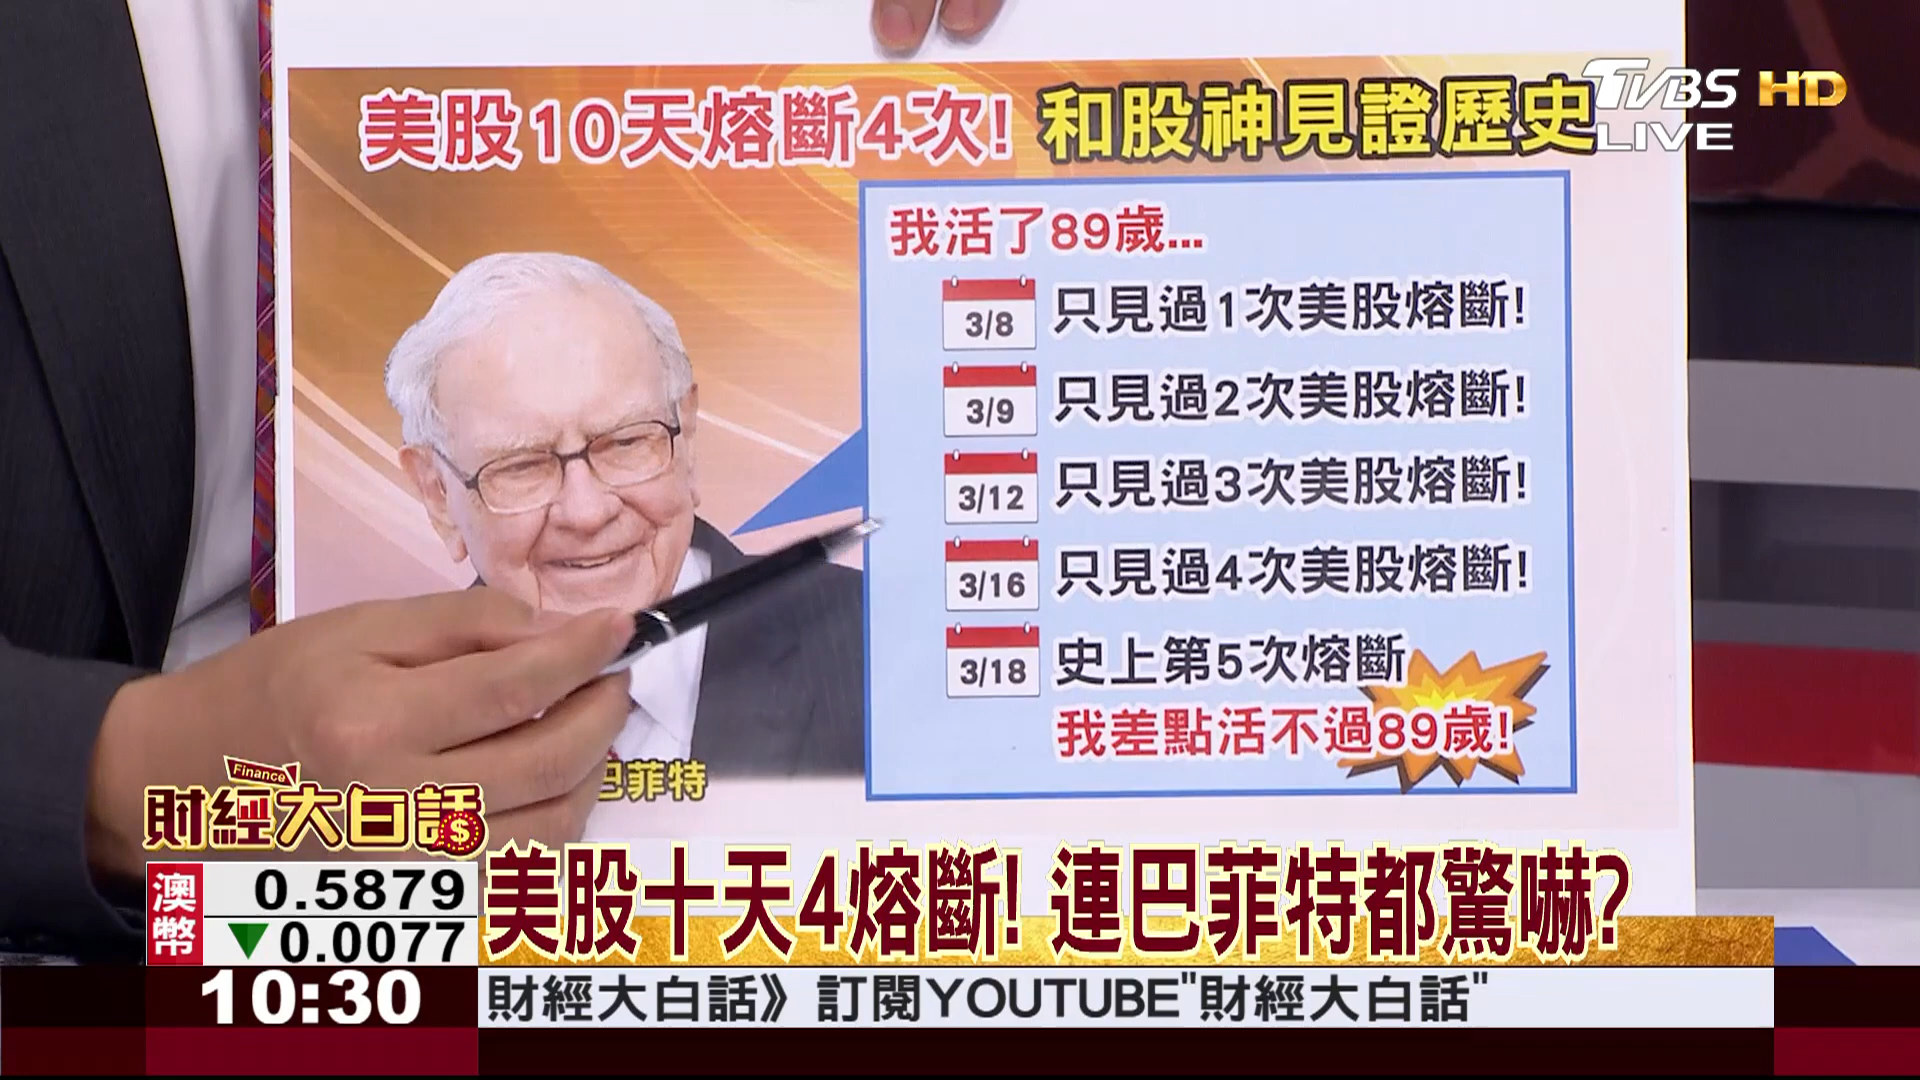 美股10天熔斷4次! 和股神見證歷史
TVBS HD
LIVE
我活了89歲...
3/8 只見過1次美股熔斷!
3/9 只見過2次美股熔斷!
3/12 只見過3次美股熔斷!
3/16 只見過4次美股熔斷!
3/18 史上第5次熔斷
我差點活不過89歲!
巴菲特
Finance
財經大白話
$
澳幣 0.5879
▼0.0077
美股十天4熔斷! 連巴菲特都驚嚇?
10:30
財經大白話》訂閱YOUTUBE"財經大白話"